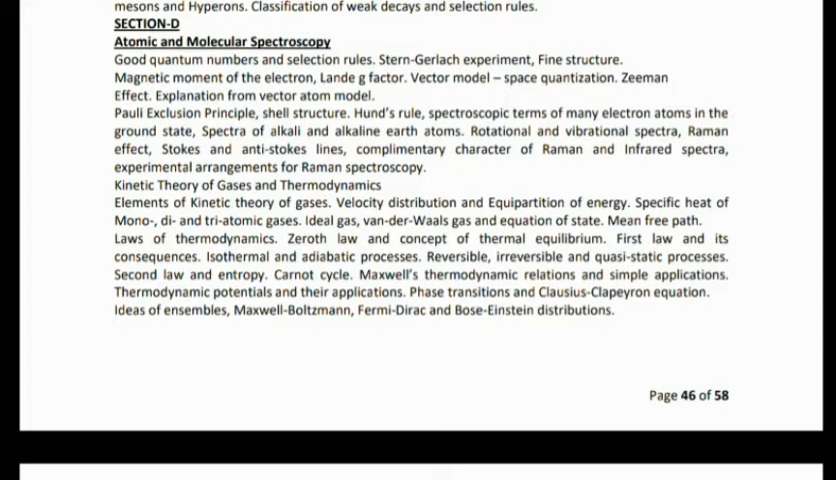 mesons and Hyperons. Classification of weak decays and selection rules.
SECTION-D
Atomic and Molecular Spectroscopy
Good quantum numbers and selection rules. Stern-Gerlach experiment, Fine structure.
Magnetic moment of the electron, Lande g factor. Vector model – space quantization. Zeeman
Effect. Explanation from vector atom model.
Pauli Exclusion Principle, shell structure. Hund's rule, spectroscopic terms of many electron atoms in the
ground state, Spectra of alkali and alkaline earth atoms. Rotational and vibrational spectra, Raman
effect, Stokes and anti-stokes lines, complimentary character of Raman and Infrared spectra,
experimental arrangements for Raman spectroscopy.
Kinetic Theory of Gases and Thermodynamics
Elements of Kinetic theory of gases. Velocity distribution and Equipartition of energy. Specific heat of
Mono-, di- and tri-atomic gases. Ideal gas, van-der-Waals gas and equation of state. Mean free path.
Laws of thermodynamics. Zeroth law and concept of thermal equilibrium. First law and its
consequences. Isothermal and adiabatic processes. Reversible, irreversible and quasi-static processes.
Second law and entropy. Carnot cycle. Maxwell's thermodynamic relations and simple applications.
Thermodynamic potentials and their applications. Phase transitions and Clausius-Clapeyron equation.
Ideas of ensembles, Maxwell-Boltzmann, Fermi-Dirac and Bose-Einstein distributions.
Page 46 of 58